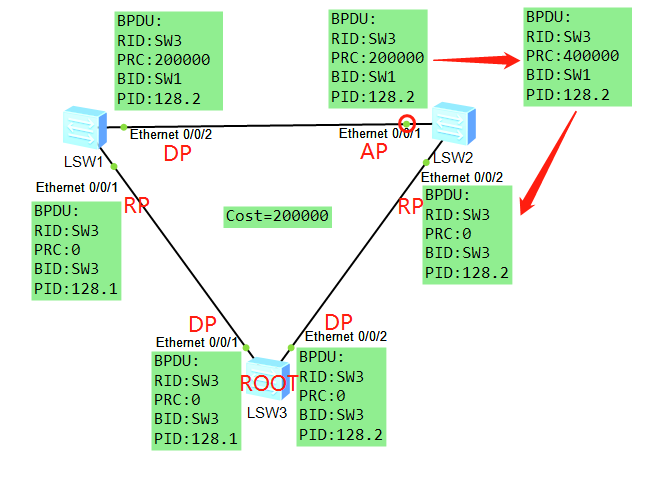 BPDU:
RID:SW3
PRC:200000
BID:SW1
PID:128.2
BPDU:
RID:SW3
PRC:200000
BID:SW1
PID:128.2
BPDU:
RID:SW3
PRC:400000
BID:SW1
PID:128.2
Ethernet 0/0/2
DP
LSW1
Ethernet 0/0/1
AP
LSW2
Ethernet 0/0/1
RP
BPDU:
RID:SW3
PRC:0
BID:SW3
PID:128.1
Cost=200000
Ethernet 0/0/2
RP
BPDU:
RID:SW3
PRC:0
BID:SW3
PID:128.2
DP
Ethernet 0/0/1
BPDU:
RID:SW3
PRC:0
BID:SW3
PID:128.1
DP
Ethernet 0/0/2
BPDU:
RID:SW3
PRC:0
BID:SW3
PID:128.2
ROOT
LSW3